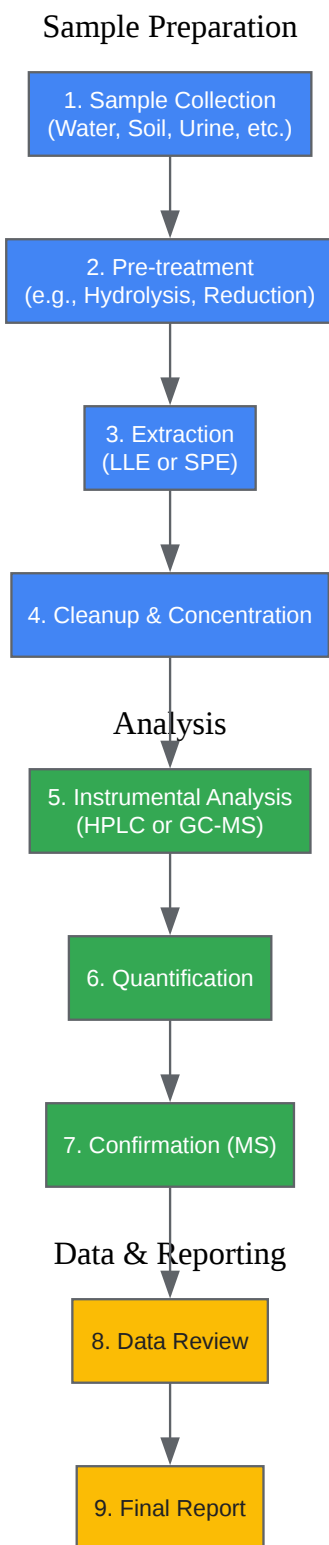 Sample Preparation
1. Sample Collection
(Water, Soil, Urine, etc.)
2. Pre-treatment
(e.g., Hydrolysis, Reduction)
3. Extraction
(LLE or SPE)
4. Cleanup & Concentration
Analysis
5. Instrumental Analysis
(HPLC or GC-MS)
6. Quantification
7. Confirmation (MS)
Data & Reporting
8. Data Review
9. Final Report